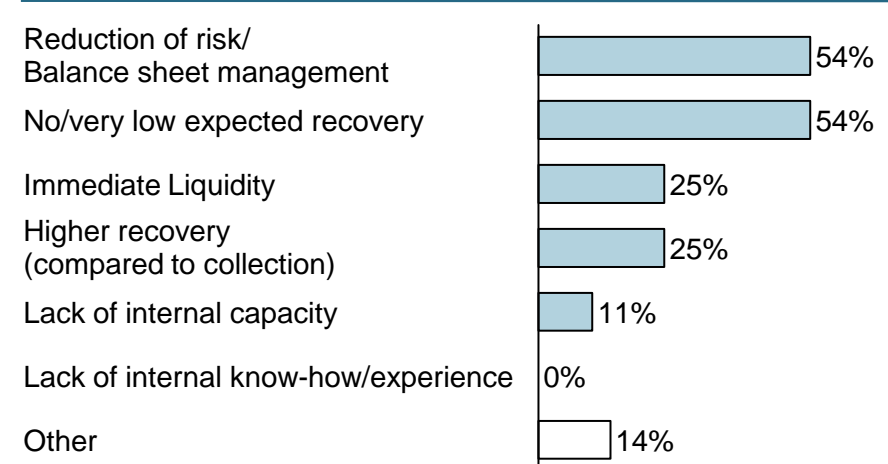 Reduction of risk/
Balance sheet management
54%
No/very low expected recovery
54%
Immediate Liquidity
25%
Higher recovery
(compared to collection)
25%
Lack of internal capacity
11%
Lack of internal know-how/experience
0%
Other
14%